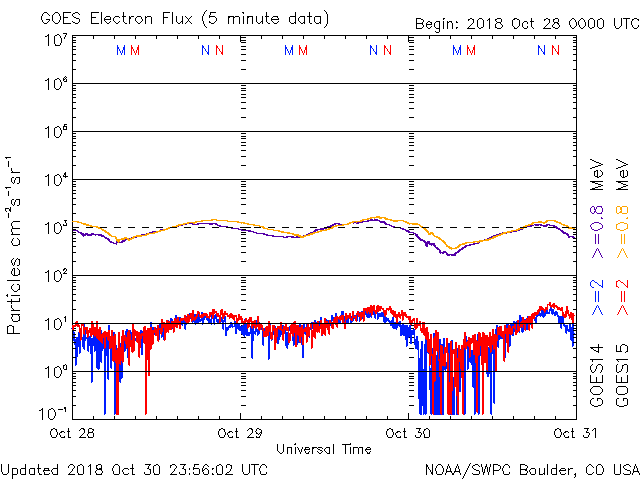 GOES Electron Flux (5 minute data)
Begin: 2018 Oct 28 0000 UTC
M M N N M M N N M M N N
10⁷
10⁶
10⁵
10⁴
10³
10²
10¹
10⁰
10⁻¹
Particles cm⁻²s⁻¹sr⁻¹
GOES14 >=2 >=0.8 MeV
GOES15 >=2 >=0.8 MeV
Oct 28 Oct 29 Oct 30 Oct 31
Universal Time
Updated 2018 Oct 30 23:56:02 UTC
NOAA/SWPC Boulder, CO USA